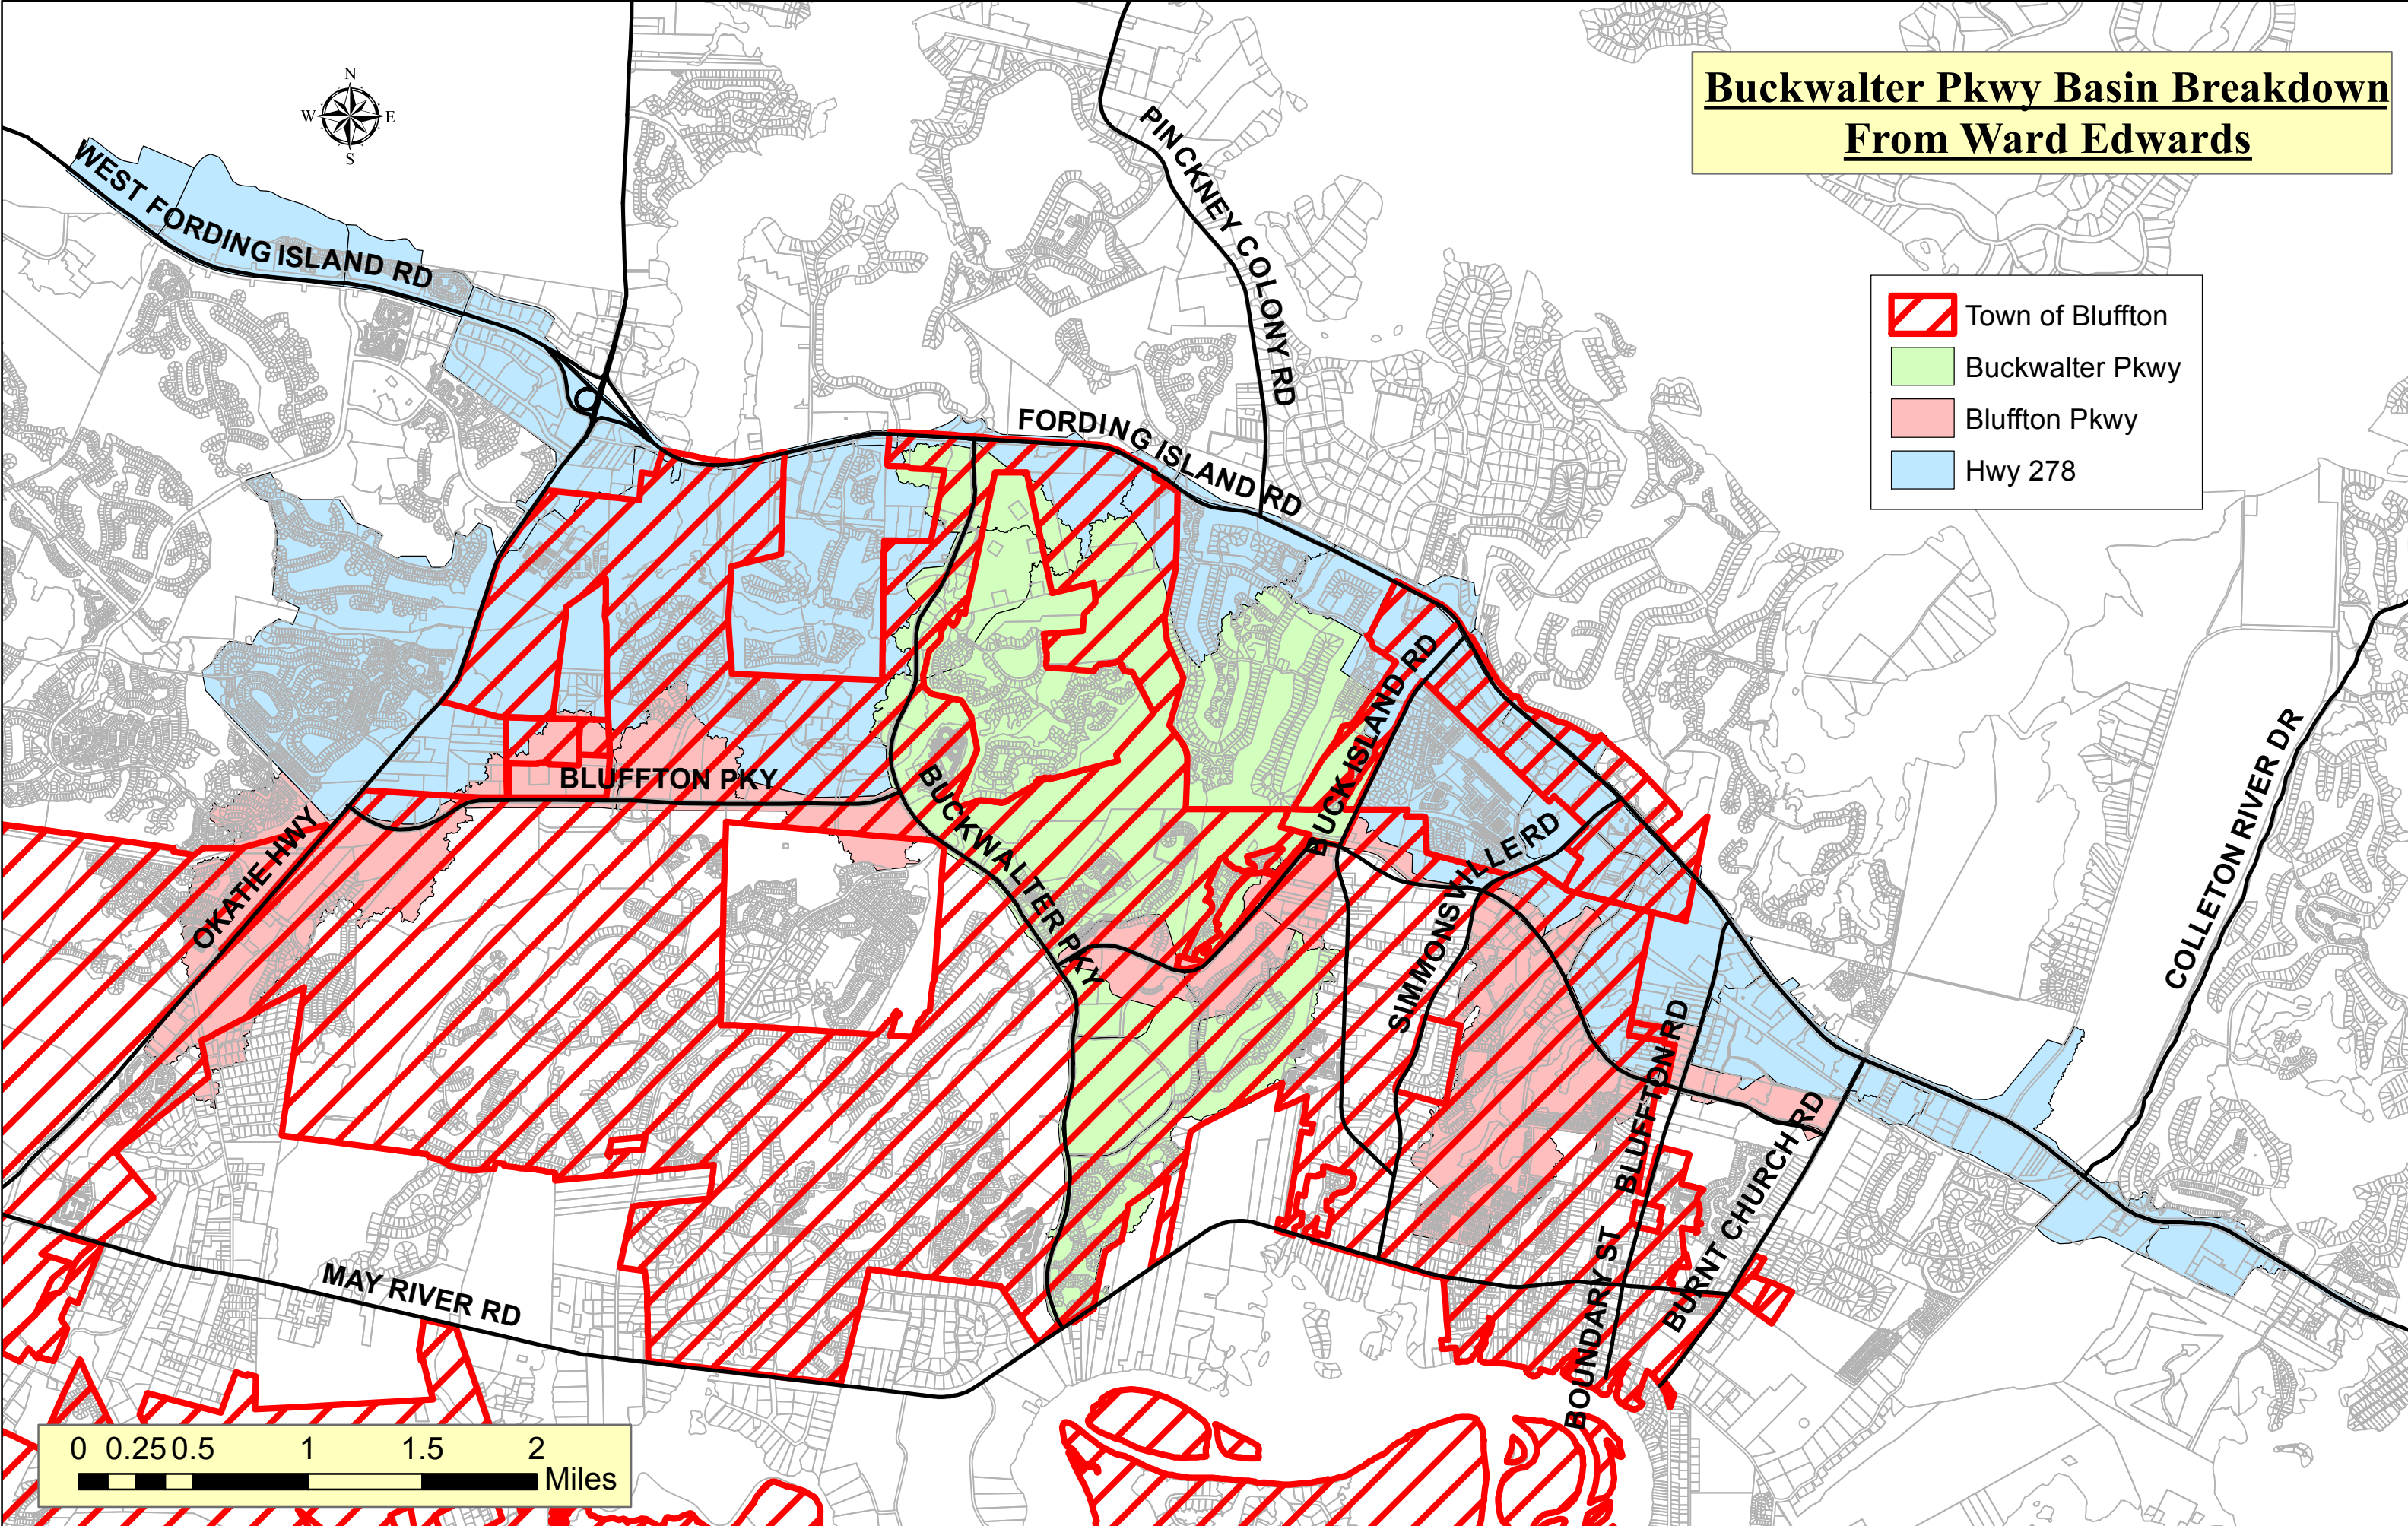 Buckwalter Pkwy Basin Breakdown
From Ward Edwards
N
W E
S
Town of Bluffton
Buckwalter Pkwy
Bluffton Pkwy
Hwy 278
WEST FORDING ISLAND RD
PINCKNEY COLONY RD
FORDING ISLAND RD
BUCK ISLAND RD
BLUFFTON PKY
BUCKWALTER PKY
OKATIE HWY
SIMMONSVILLE RD
COLLETON RIVER DR
BLUFFTON RD
BURNT CHURCH RD
BOUNDARY ST
MAY RIVER RD
0 0.25 0.5 1 1.5 2
Miles